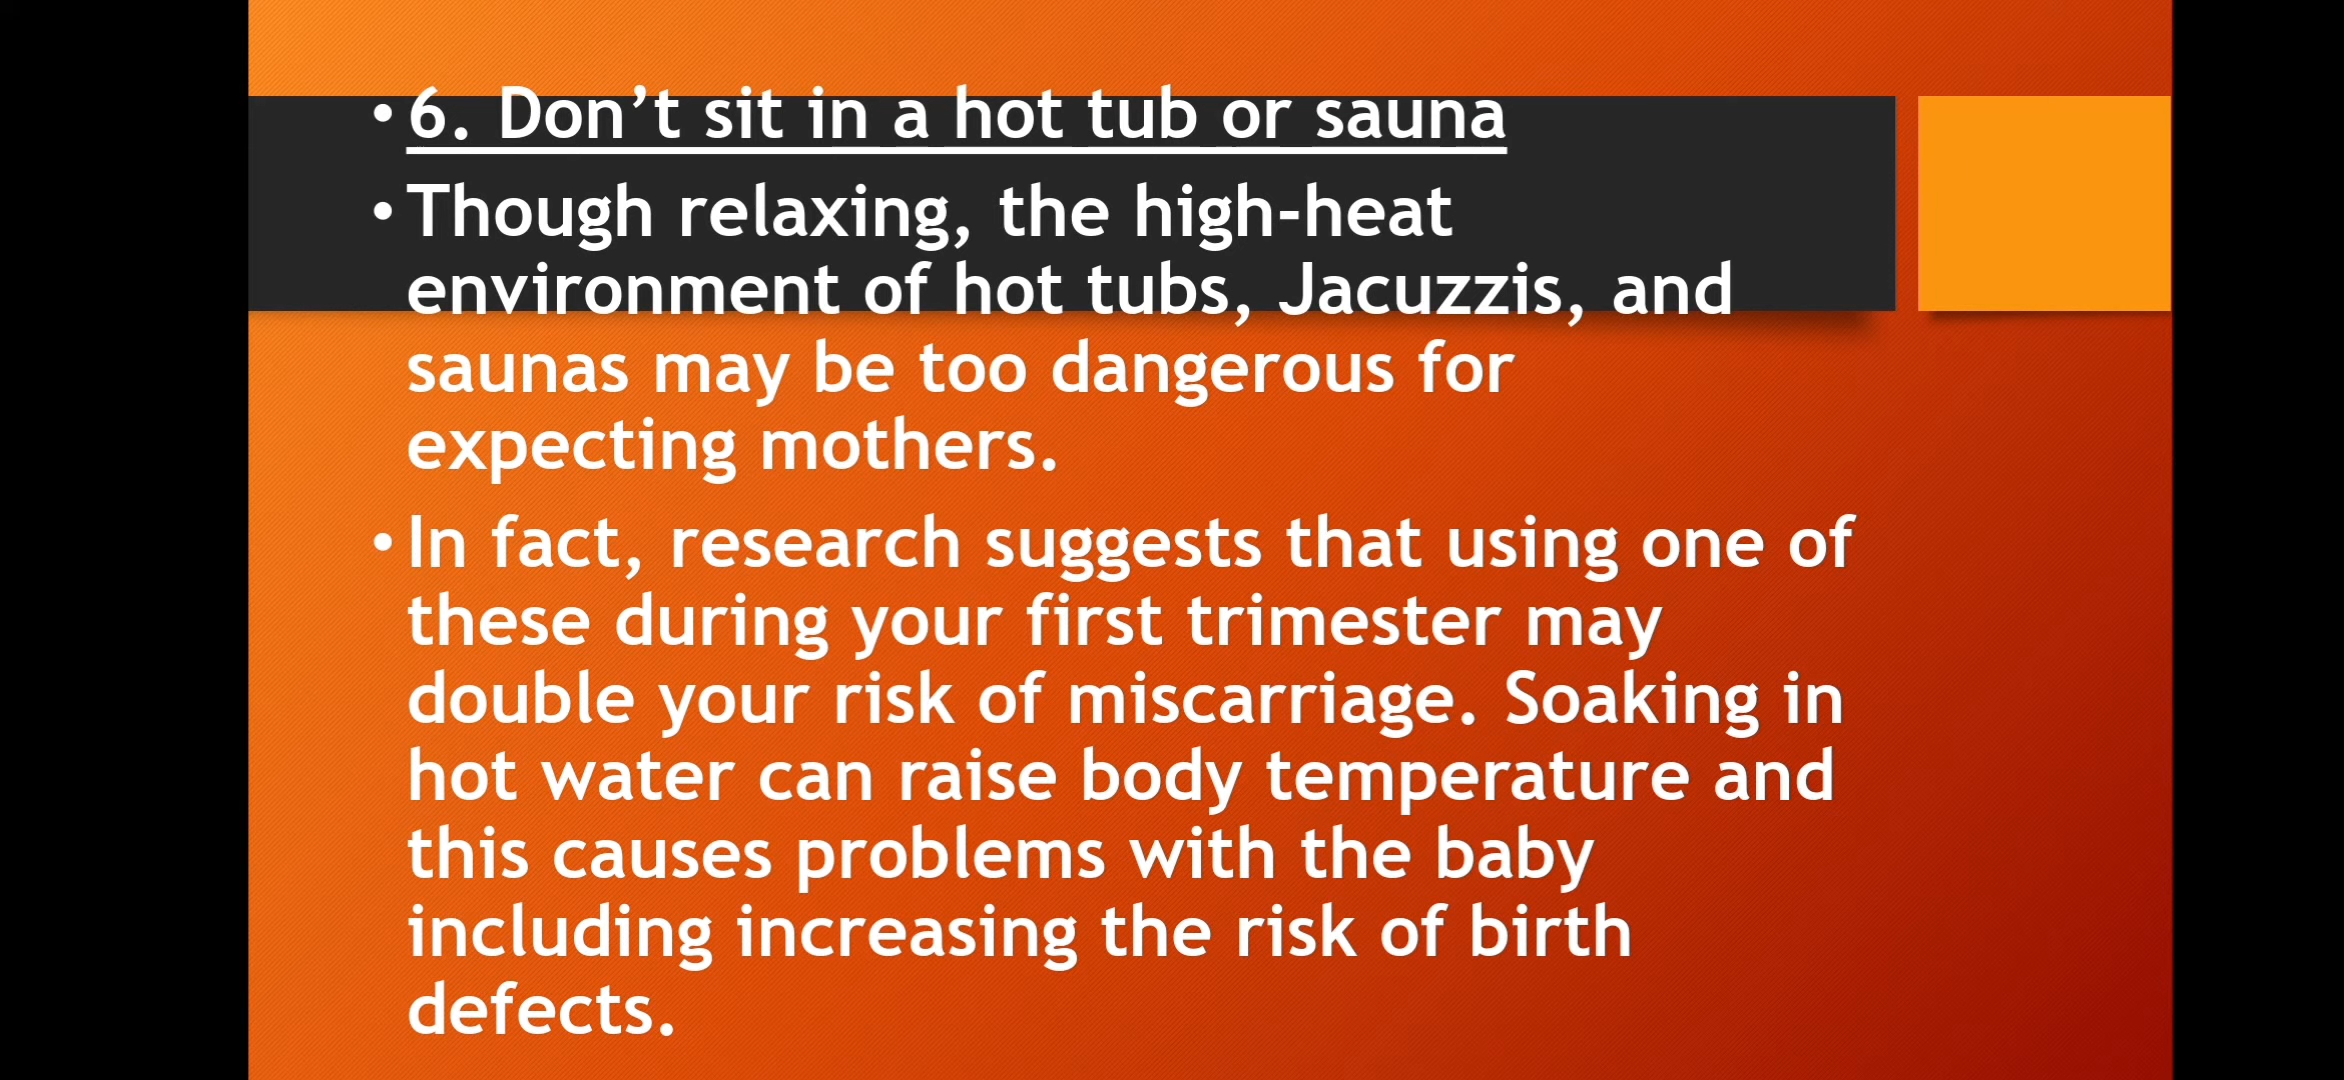 • 6. Don’t sit in a hot tub or sauna
• Though relaxing, the high-heat
environment of hot tubs, Jacuzzis, and
saunas may be too dangerous for
expecting mothers.
• In fact, research suggests that using one of
these during your first trimester may
double your risk of miscarriage. Soaking in
hot water can raise body temperature and
this causes problems with the baby
including increasing the risk of birth
defects.